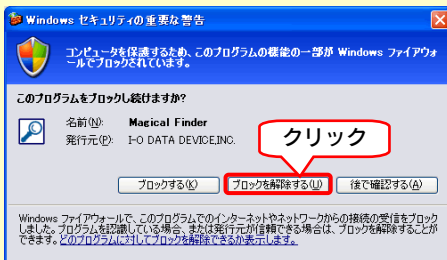 Windows セキュリティの重要な警告
コンピュータを保護するため、このプログラムの機能の一部が Windows ファイアウォ
ールでブロックされています。
このプログラムをブロックし続けますか?
名前(N): Magical Finder
発行元(P): I-O DATA DEVICE,INC.
クリック
ブロックする(K) ブロックを解除する(U) 後で確認する(A)
Windows ファイアウォールで、このプログラムでのインターネットやネットワークからの接続の受信をブロック
しました。プログラムを認識している場合、または発行元が信頼できる場合は、ブロックを解除することが
できます。どのプログラムに対してブロックを解除できるか表示します。